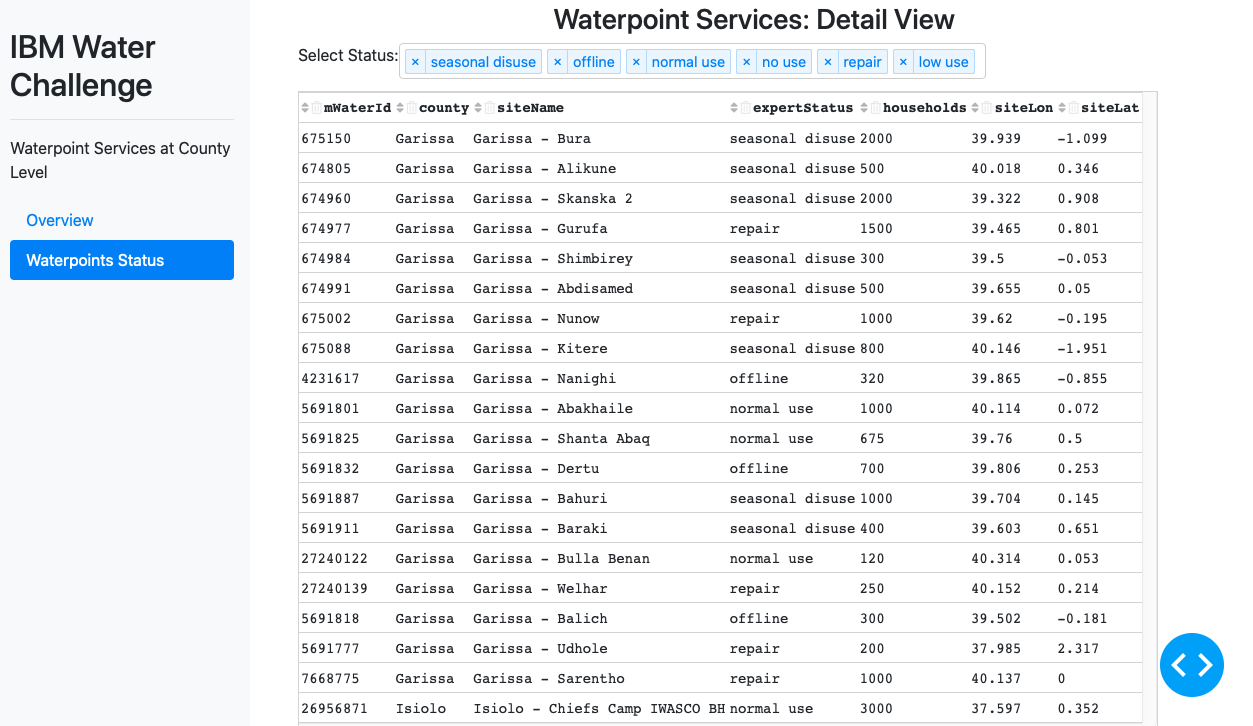 IBM Water
Challenge
Waterpoint Services at County
Level
Overview
Waterpoints Status
Waterpoint Services: Detail View
Select Status: × seasonal disuse × offline × normal use × no use × repair × low use
mWaterId county siteName expertStatus households siteLon siteLat
675150 Garissa Garissa - Bura seasonal disuse 2000 39.939 -1.099
674805 Garissa Garissa - Alikune seasonal disuse 500 40.018 0.346
674960 Garissa Garissa - Skanska 2 seasonal disuse 2000 39.322 0.908
674977 Garissa Garissa - Gurufa repair 1500 39.465 0.801
674984 Garissa Garissa - Shimbirey seasonal disuse 300 39.5 -0.053
674991 Garissa Garissa - Abdisamed seasonal disuse 500 39.655 0.05
675002 Garissa Garissa - Nunow repair 1000 39.62 -0.195
675088 Garissa Garissa - Kitere seasonal disuse 800 40.146 -1.951
4231617 Garissa Garissa - Nanighi offline 320 39.865 -0.855
5691801 Garissa Garissa - Abakhaile normal use 1000 40.114 0.072
5691825 Garissa Garissa - Shanta Abaq normal use 675 39.76 0.5
5691832 Garissa Garissa - Dertu offline 700 39.806 0.253
5691887 Garissa Garissa - Bahuri seasonal disuse 1000 39.704 0.145
5691911 Garissa Garissa - Baraki seasonal disuse 400 39.603 0.651
27240122 Garissa Garissa - Bulla Benan normal use 120 40.314 0.053
27240139 Garissa Garissa - Welhar repair 250 40.152 0.214
5691818 Garissa Garissa - Balich offline 300 39.502 -0.181
5691777 Garissa Garissa - Udhole repair 200 37.985 2.317
7668775 Garissa Garissa - Sarentho repair 1000 40.137 0
26956871 Isiolo Isiolo - Chiefs Camp IWASCO BH normal use 3000 37.597 0.352